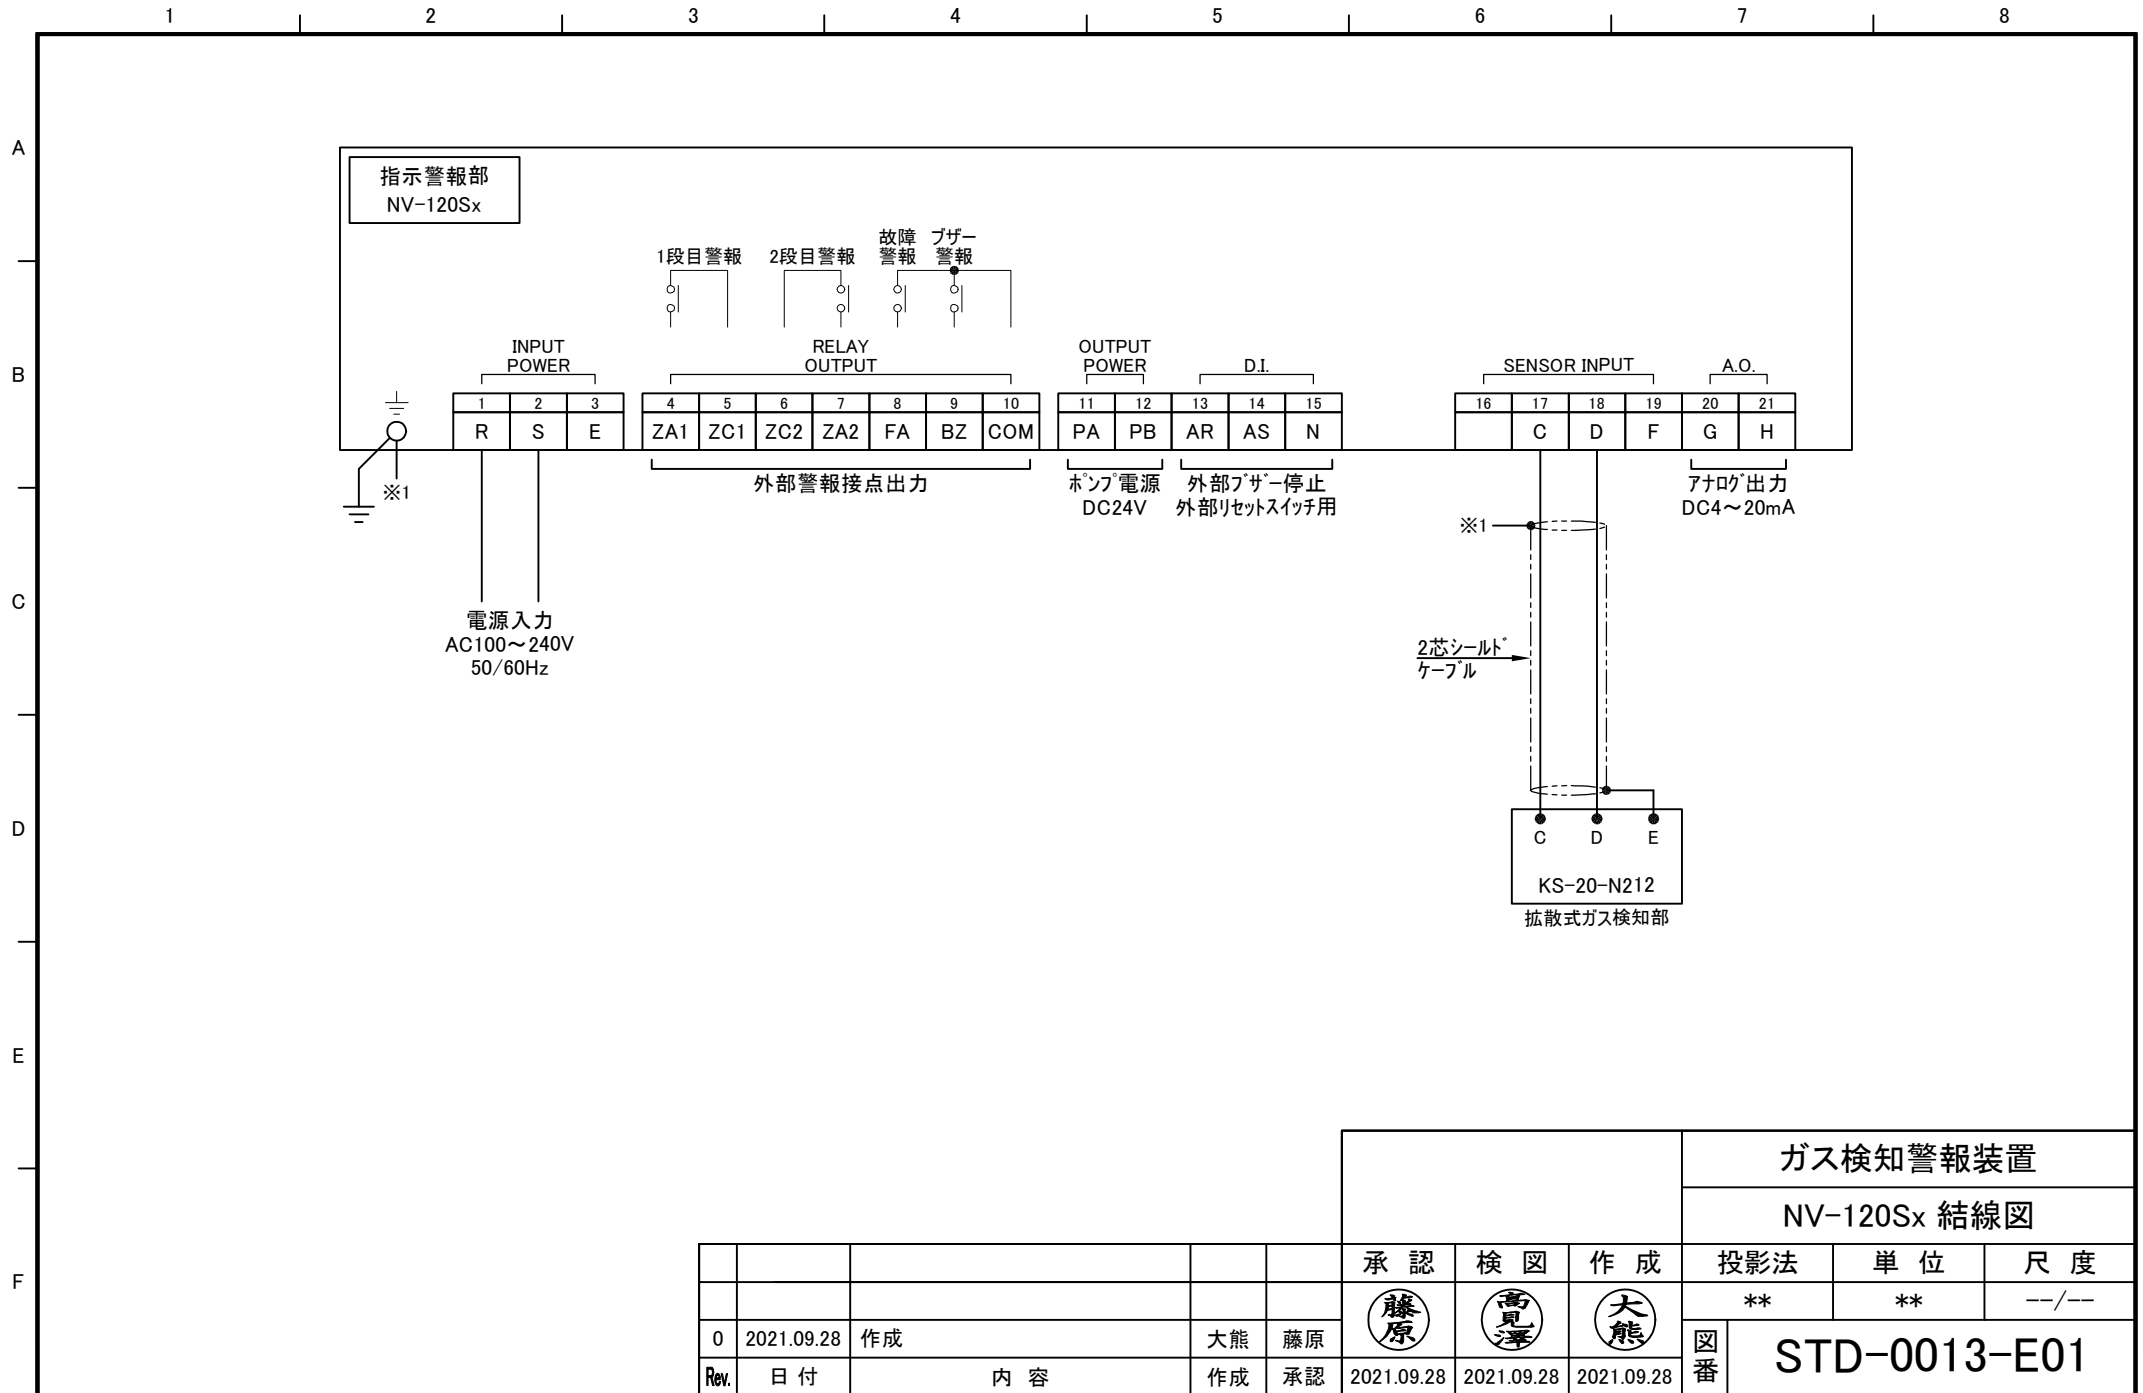 1 2 3 4 5 6 7 8
A
指示警報部
NV-120Sx
故障 ブザー
1段目警報 2段目警報 警報 警報
INPUT RELAY OUTPUT
B
POWER OUTPUT POWER D.I. SENSOR INPUT A.O.
1 2 3 4 5 6 7 8 9 10 11 12 13 14 15 16 17 18 19 20 21
R S E ZA1 ZC1 ZC2 ZA2 FA BZ COM PA PB AR AS N C D F G H
※1 外部警報接点出力 ポンプ電源 外部ブザー停止 アナログ出力
DC24V 外部リセットスイッチ用 DC4～20mA
※1
C
電源入力
AC100～240V
50/60Hz
2芯シールド
ケーブル
D
C D E
KS-20-N212
拡散式ガス検知部
E
ガス検知警報装置
NV-120Sx 結線図
F
承 認 検 図 作 成 投影法 単 位 尺 度
藤原 高見澤 大熊 ** ** --/--
0 2021.09.28 作成 大熊 藤原
図番 STD-0013-E01
Rev. 日 付 内 容 作成 承認 2021.09.28 2021.09.28 2021.09.28